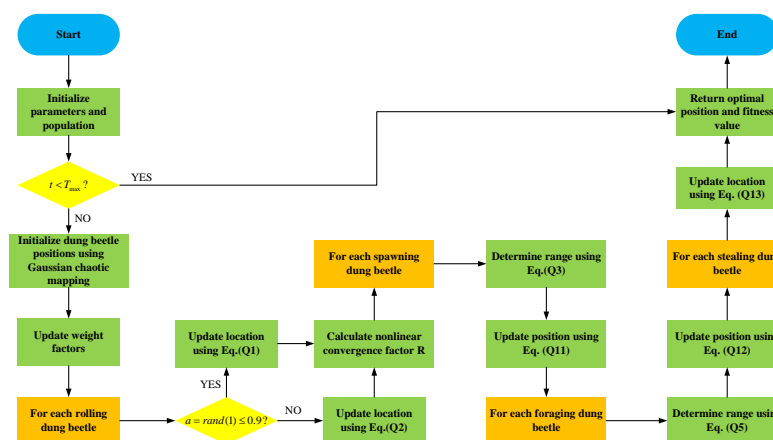 Start
Initialize
parameters and
population
t < Tmax ?
YES
NO
Initialize dung beetle
positions using
Gaussian chaotic
mapping
Update weight
factors
For each rolling
dung beetle
a = rand(1) ≤ 0.9?
YES
NO
Update location
using Eq.(Q1)
Update location
using Eq.(Q2)
Calculate nonlinear
convergence factor R
For each spawning
dung beetle
Determine range using
Eq.(Q3)
Update position using
Eq. (Q11)
For each foraging dung
beetle
Determine range using
Eq. (Q5)
Update position using
Eq. (Q12)
For each stealing dung
beetle
Update location
using Eq. (Q13)
Return optimal
position and fitness
value
End